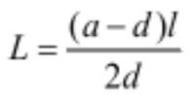 L = (a – d)l / 2d